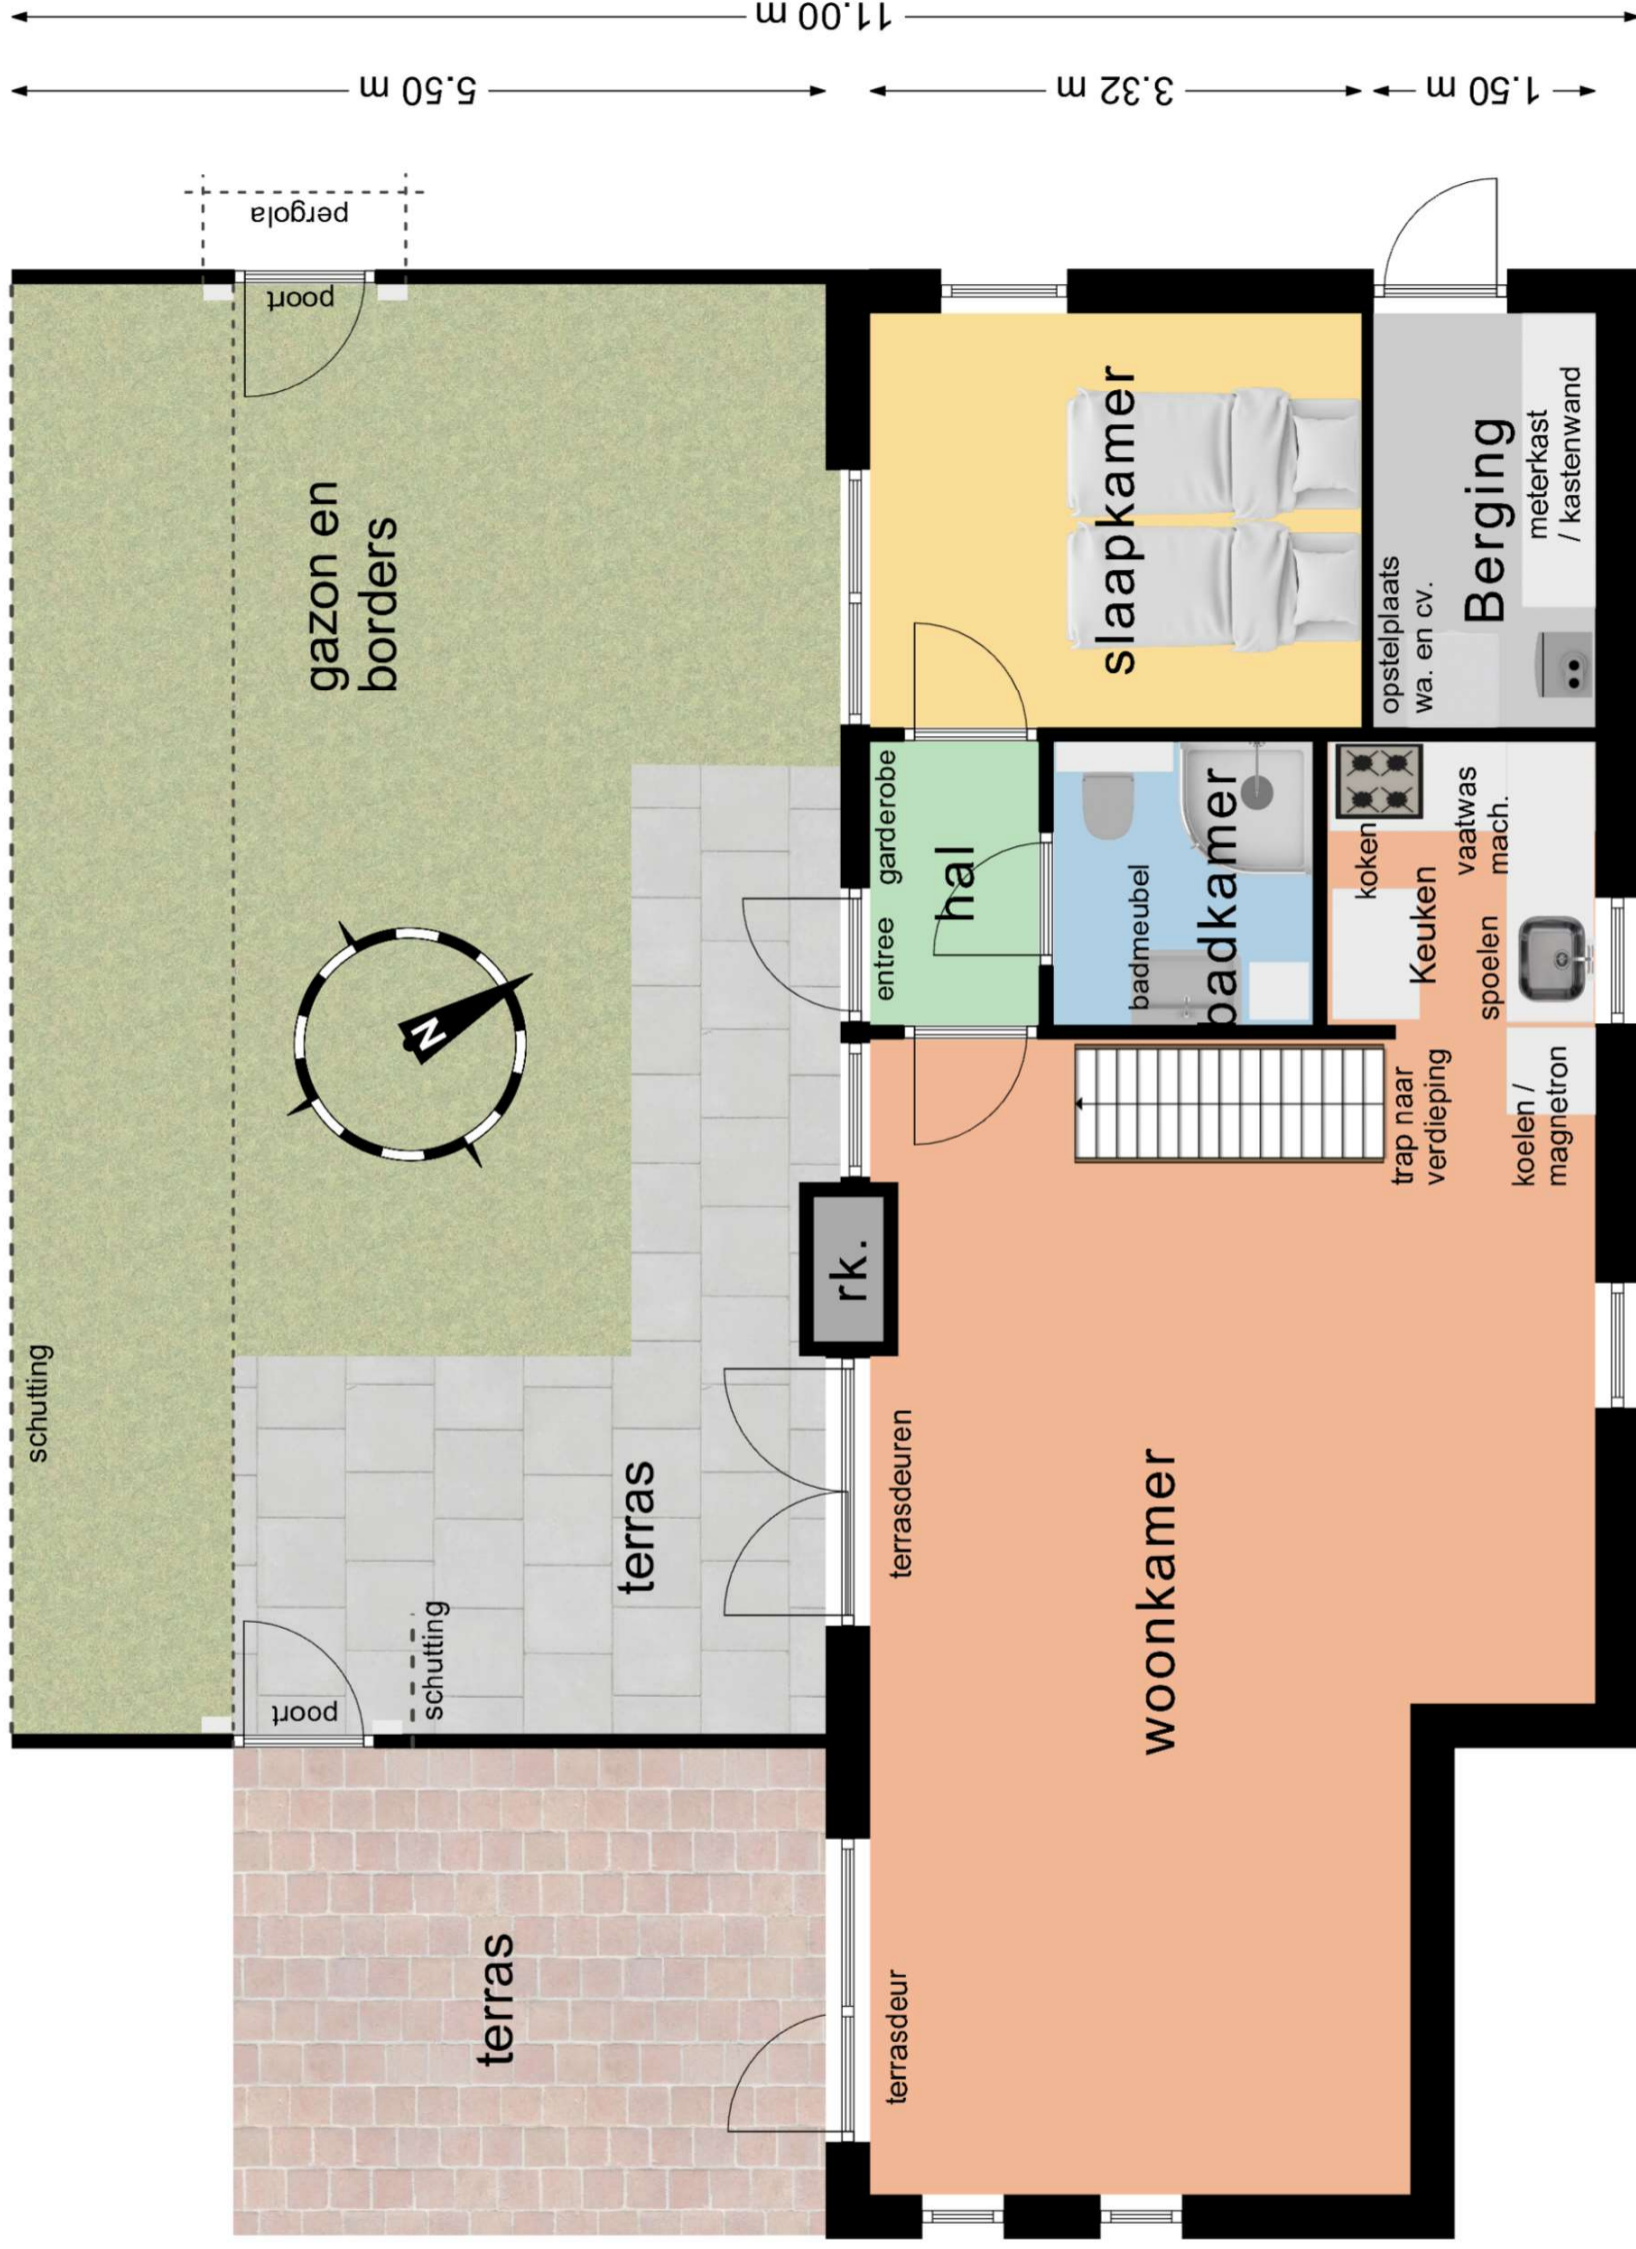 11.00 m
5.50 m
3.32 m
1.50 m
pergola
poort
gazon en
borders
slaapkamer
Berging
meterkast
/ kastenwand
opstelplaats
wa. en cv.
N
entree
garderobe
hal
badmeubel
badkamer
koken
Keuken
vaatwas
mach.
spoelen
koelen /
magnetron
trap naar
verdieping
rk.
schutting
terras
terrasdeuren
woonkamer
poort
schutting
terras
terrasdeur